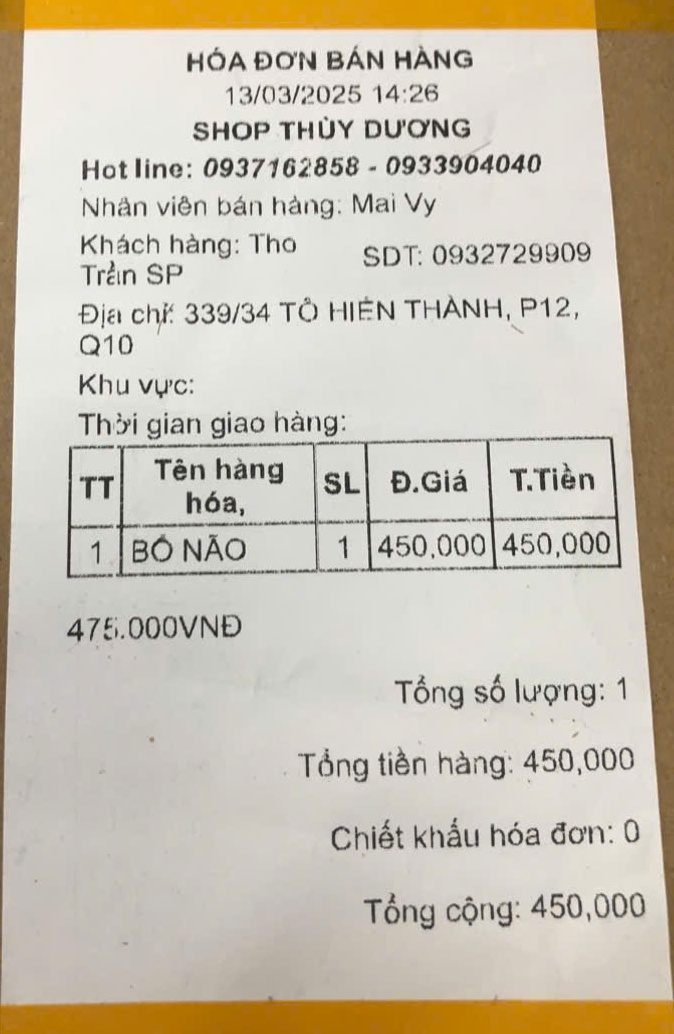 HÓA ĐƠN BÁN HÀNG
13/03/2025 14:26
SHOP THÙY DƯƠNG
Hot line: 0937162858 - 0933904040
Nhân viên bán hàng: Mai Vy
Khách hàng: Tho
Trần SP
SDT: 0932729909
Địa chỉ: 339/34 TÔ HIẾN THÀNH, P12,
Q10
Khu vực:
Thời gian giao hàng:
TT Tên hàng hóa, SL Đ.Giá T.Tiền
1 BỔ NÃO 1 450,000 450,000
475.000VNĐ
Tổng số lượng: 1
Tổng tiền hàng: 450,000
Chiết khấu hóa đơn: 0
Tổng cộng: 450,000